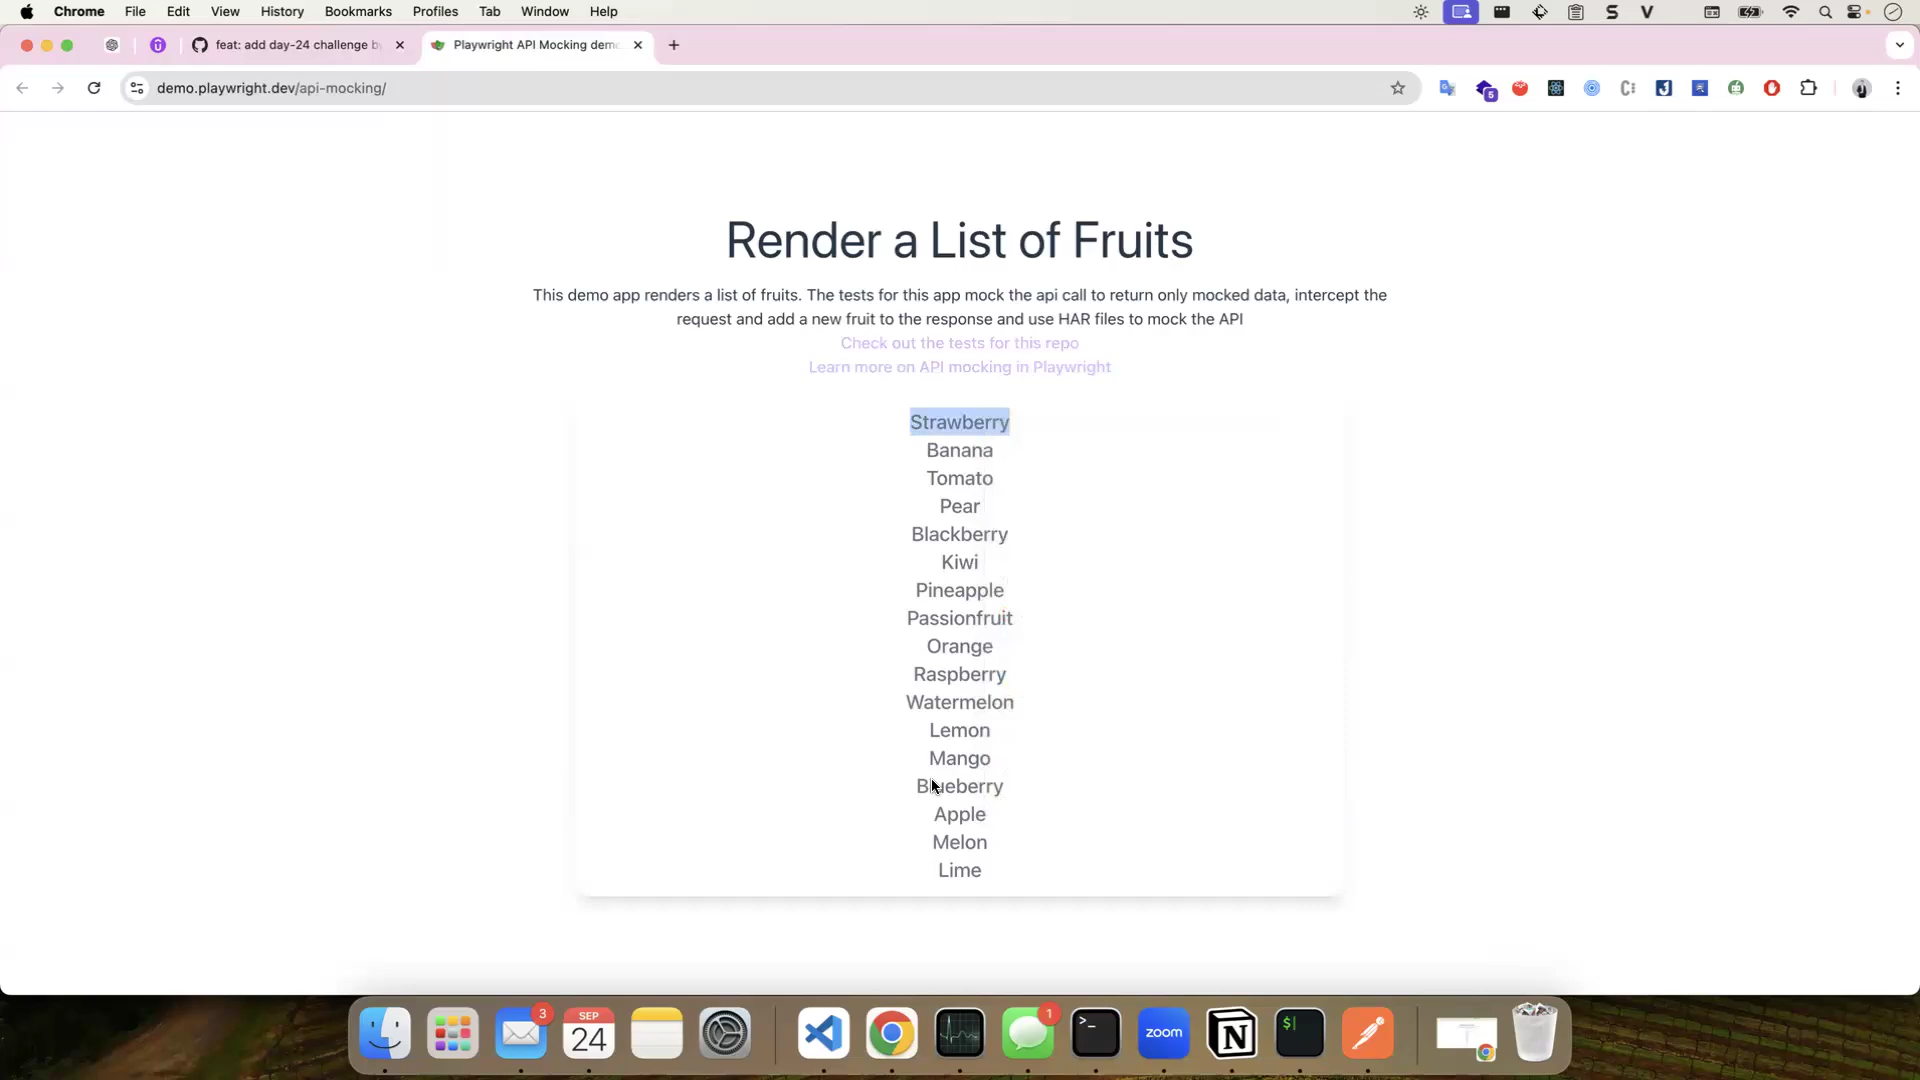 Chrome File Edit View History Bookmarks Profiles Tab Window Help
feat: add day-24 challenge b
Playwright API Mocking dem
demo.playwright.dev/api-mocking/
5
Render a List of Fruits
This demo app renders a list of fruits. The tests for this app mock the api call to return only mocked data, intercept the
request and add a new fruit to the response and use HAR files to mock the API
Check out the tests for this repo
Learn more on API mocking in Playwright
Strawberry
Banana
Tomato
Pear
Blackberry
Kiwi
Pineapple
Passionfruit
Orange
Raspberry
Watermelon
Lemon
Mango
Blueberry
Apple
Melon
Lime
3
SEP
24
1
>_
zoom
$